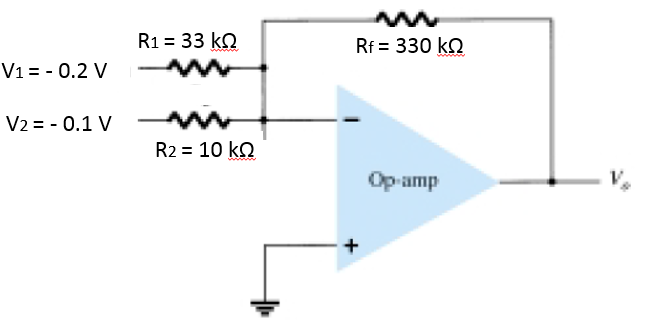 R1 = 33 kΩ
Rf = 330 kΩ
V1 = - 0.2 V
V2 = - 0.1 V
R2 = 10 kΩ
−
Op-amp
Vo
+